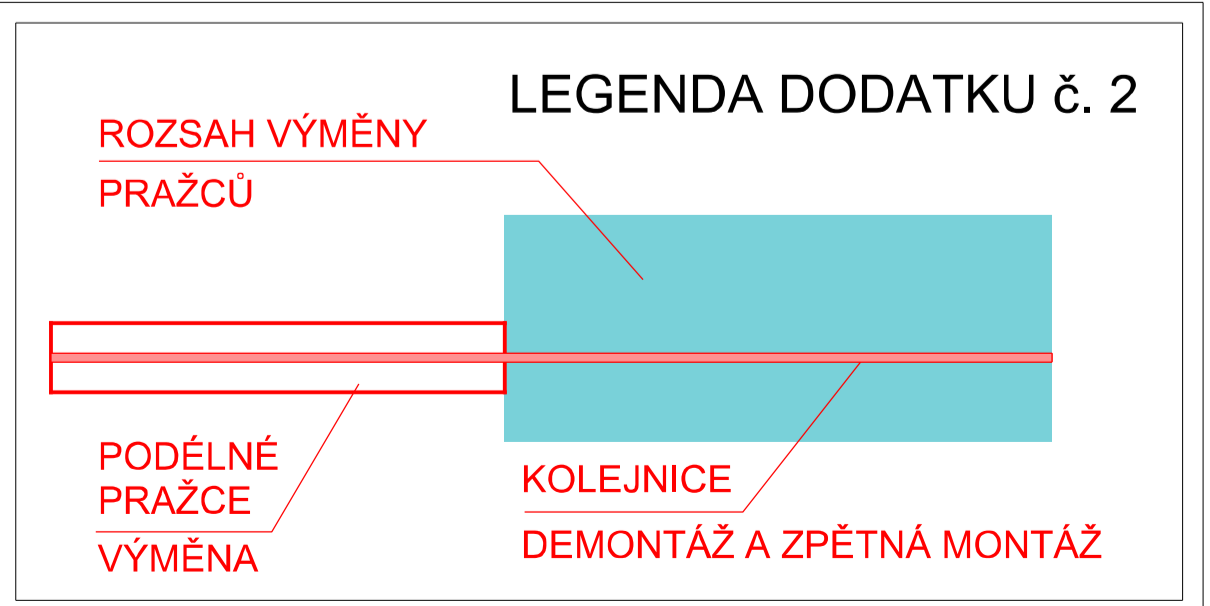 LEGENDA DODATKU č. 2
ROZSAH VÝMĚNY
PRAŽCŮ
PODÉLNÉ
PRAŽCE
VÝMĚNA
KOLEJNICE
DEMONTÁŽ A ZPĚTNÁ MONTÁŽ